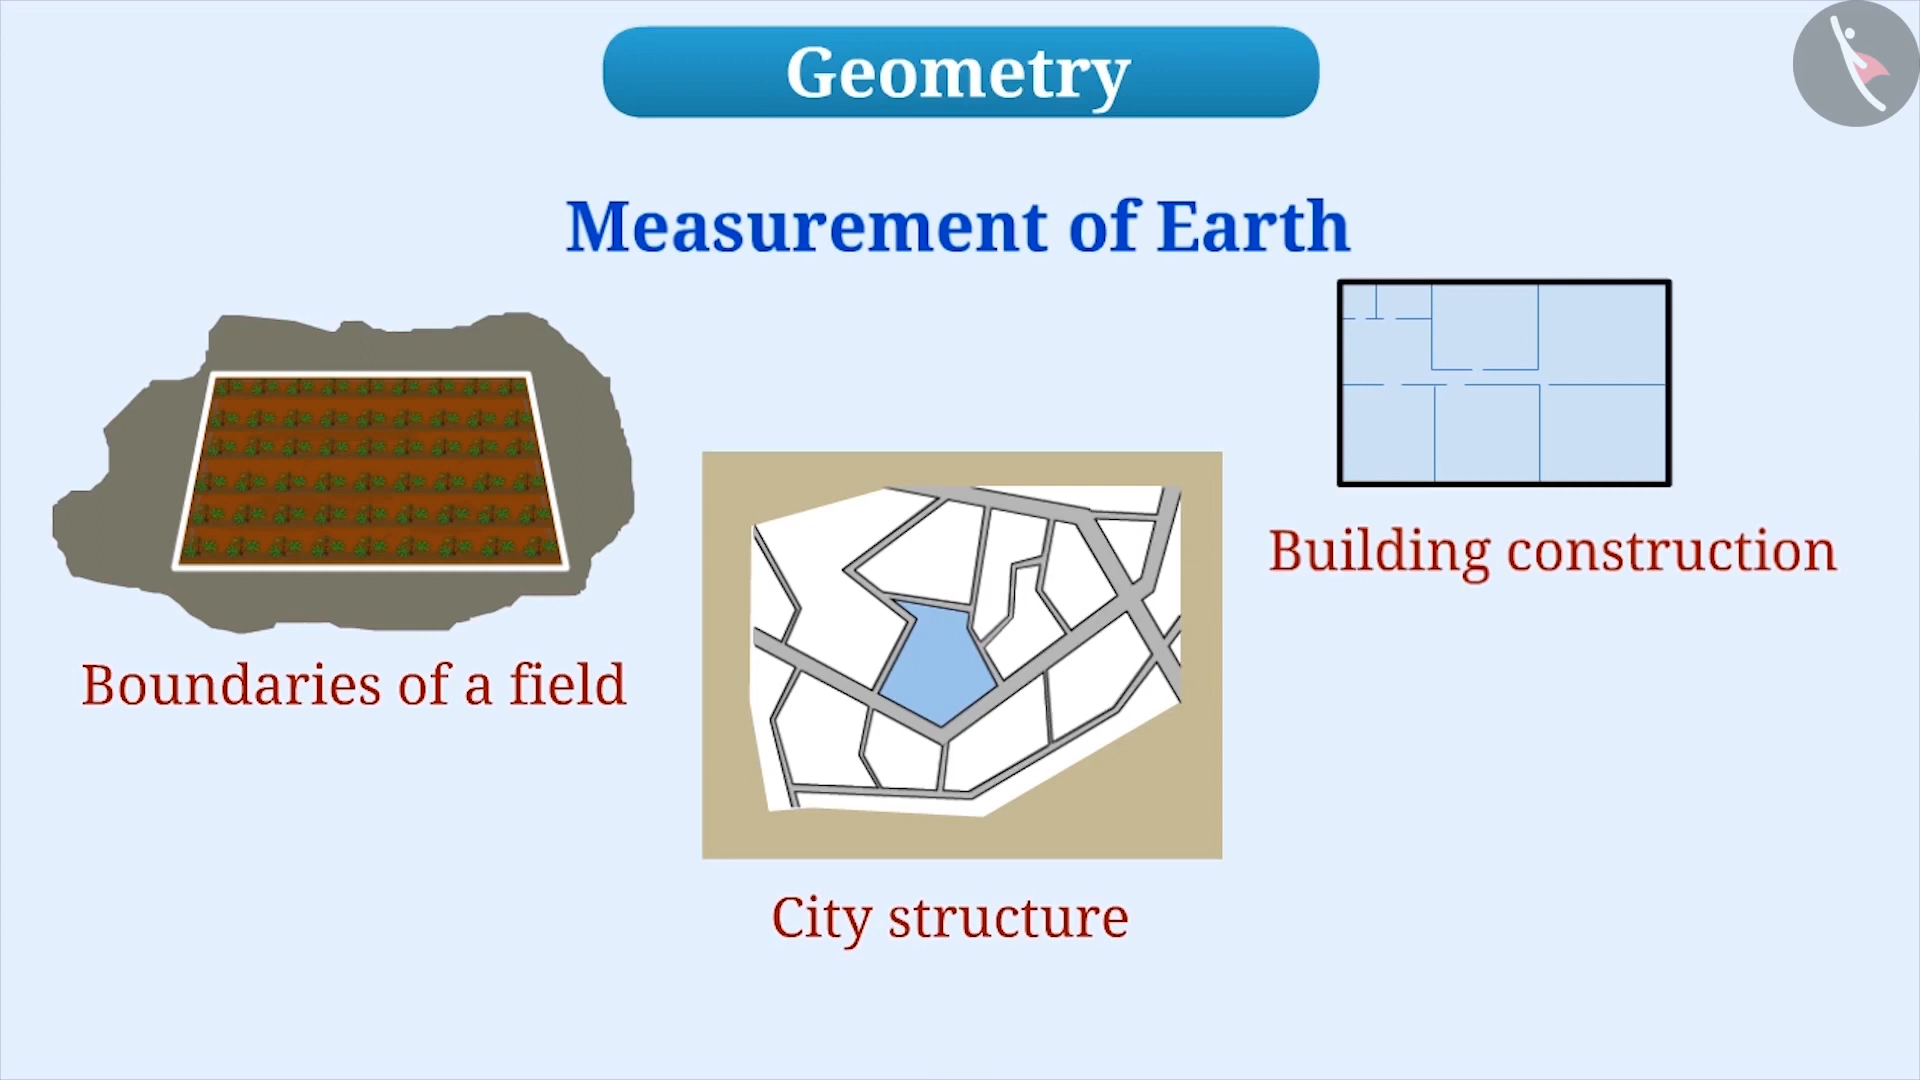 Geometry
Measurement of Earth
Boundaries of a field
City structure
Building construction